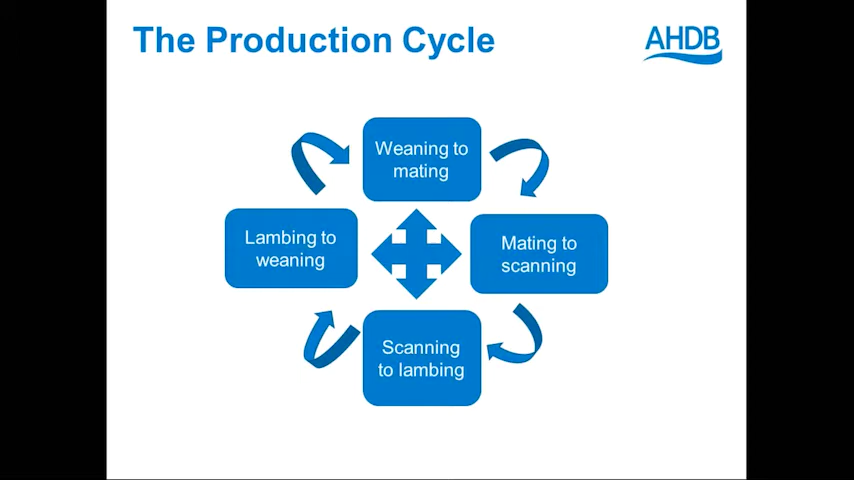 The Production Cycle
AHDB
Weaning to
mating
Lambing to
weaning
Mating to
scanning
Scanning
to lambing